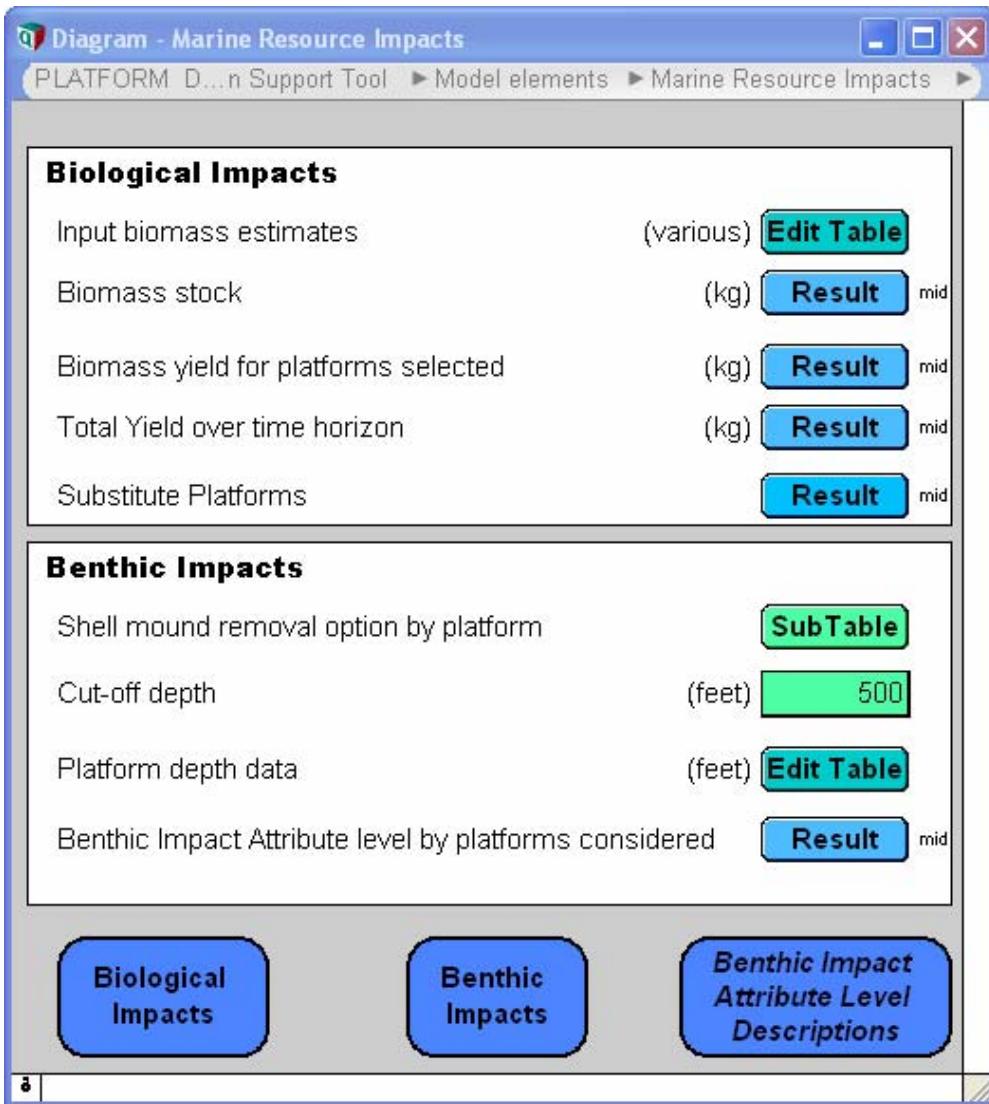 Diagram - Marine Resource Impacts
PLATFORM D...n Support Tool ► Model elements ► Marine Resource Impacts ►
Biological Impacts
Input biomass estimates (various) Edit Table
Biomass stock (kg) Result mid
Biomass yield for platforms selected (kg) Result mid
Total Yield over time horizon (kg) Result mid
Substitute Platforms Result mid
Benthic Impacts
Shell mound removal option by platform SubTable
Cut-off depth (feet) 500
Platform depth data (feet) Edit Table
Benthic Impact Attribute level by platforms considered Result mid
Biological
Impacts
Benthic
Impacts
Benthic Impact
Attribute Level
Descriptions